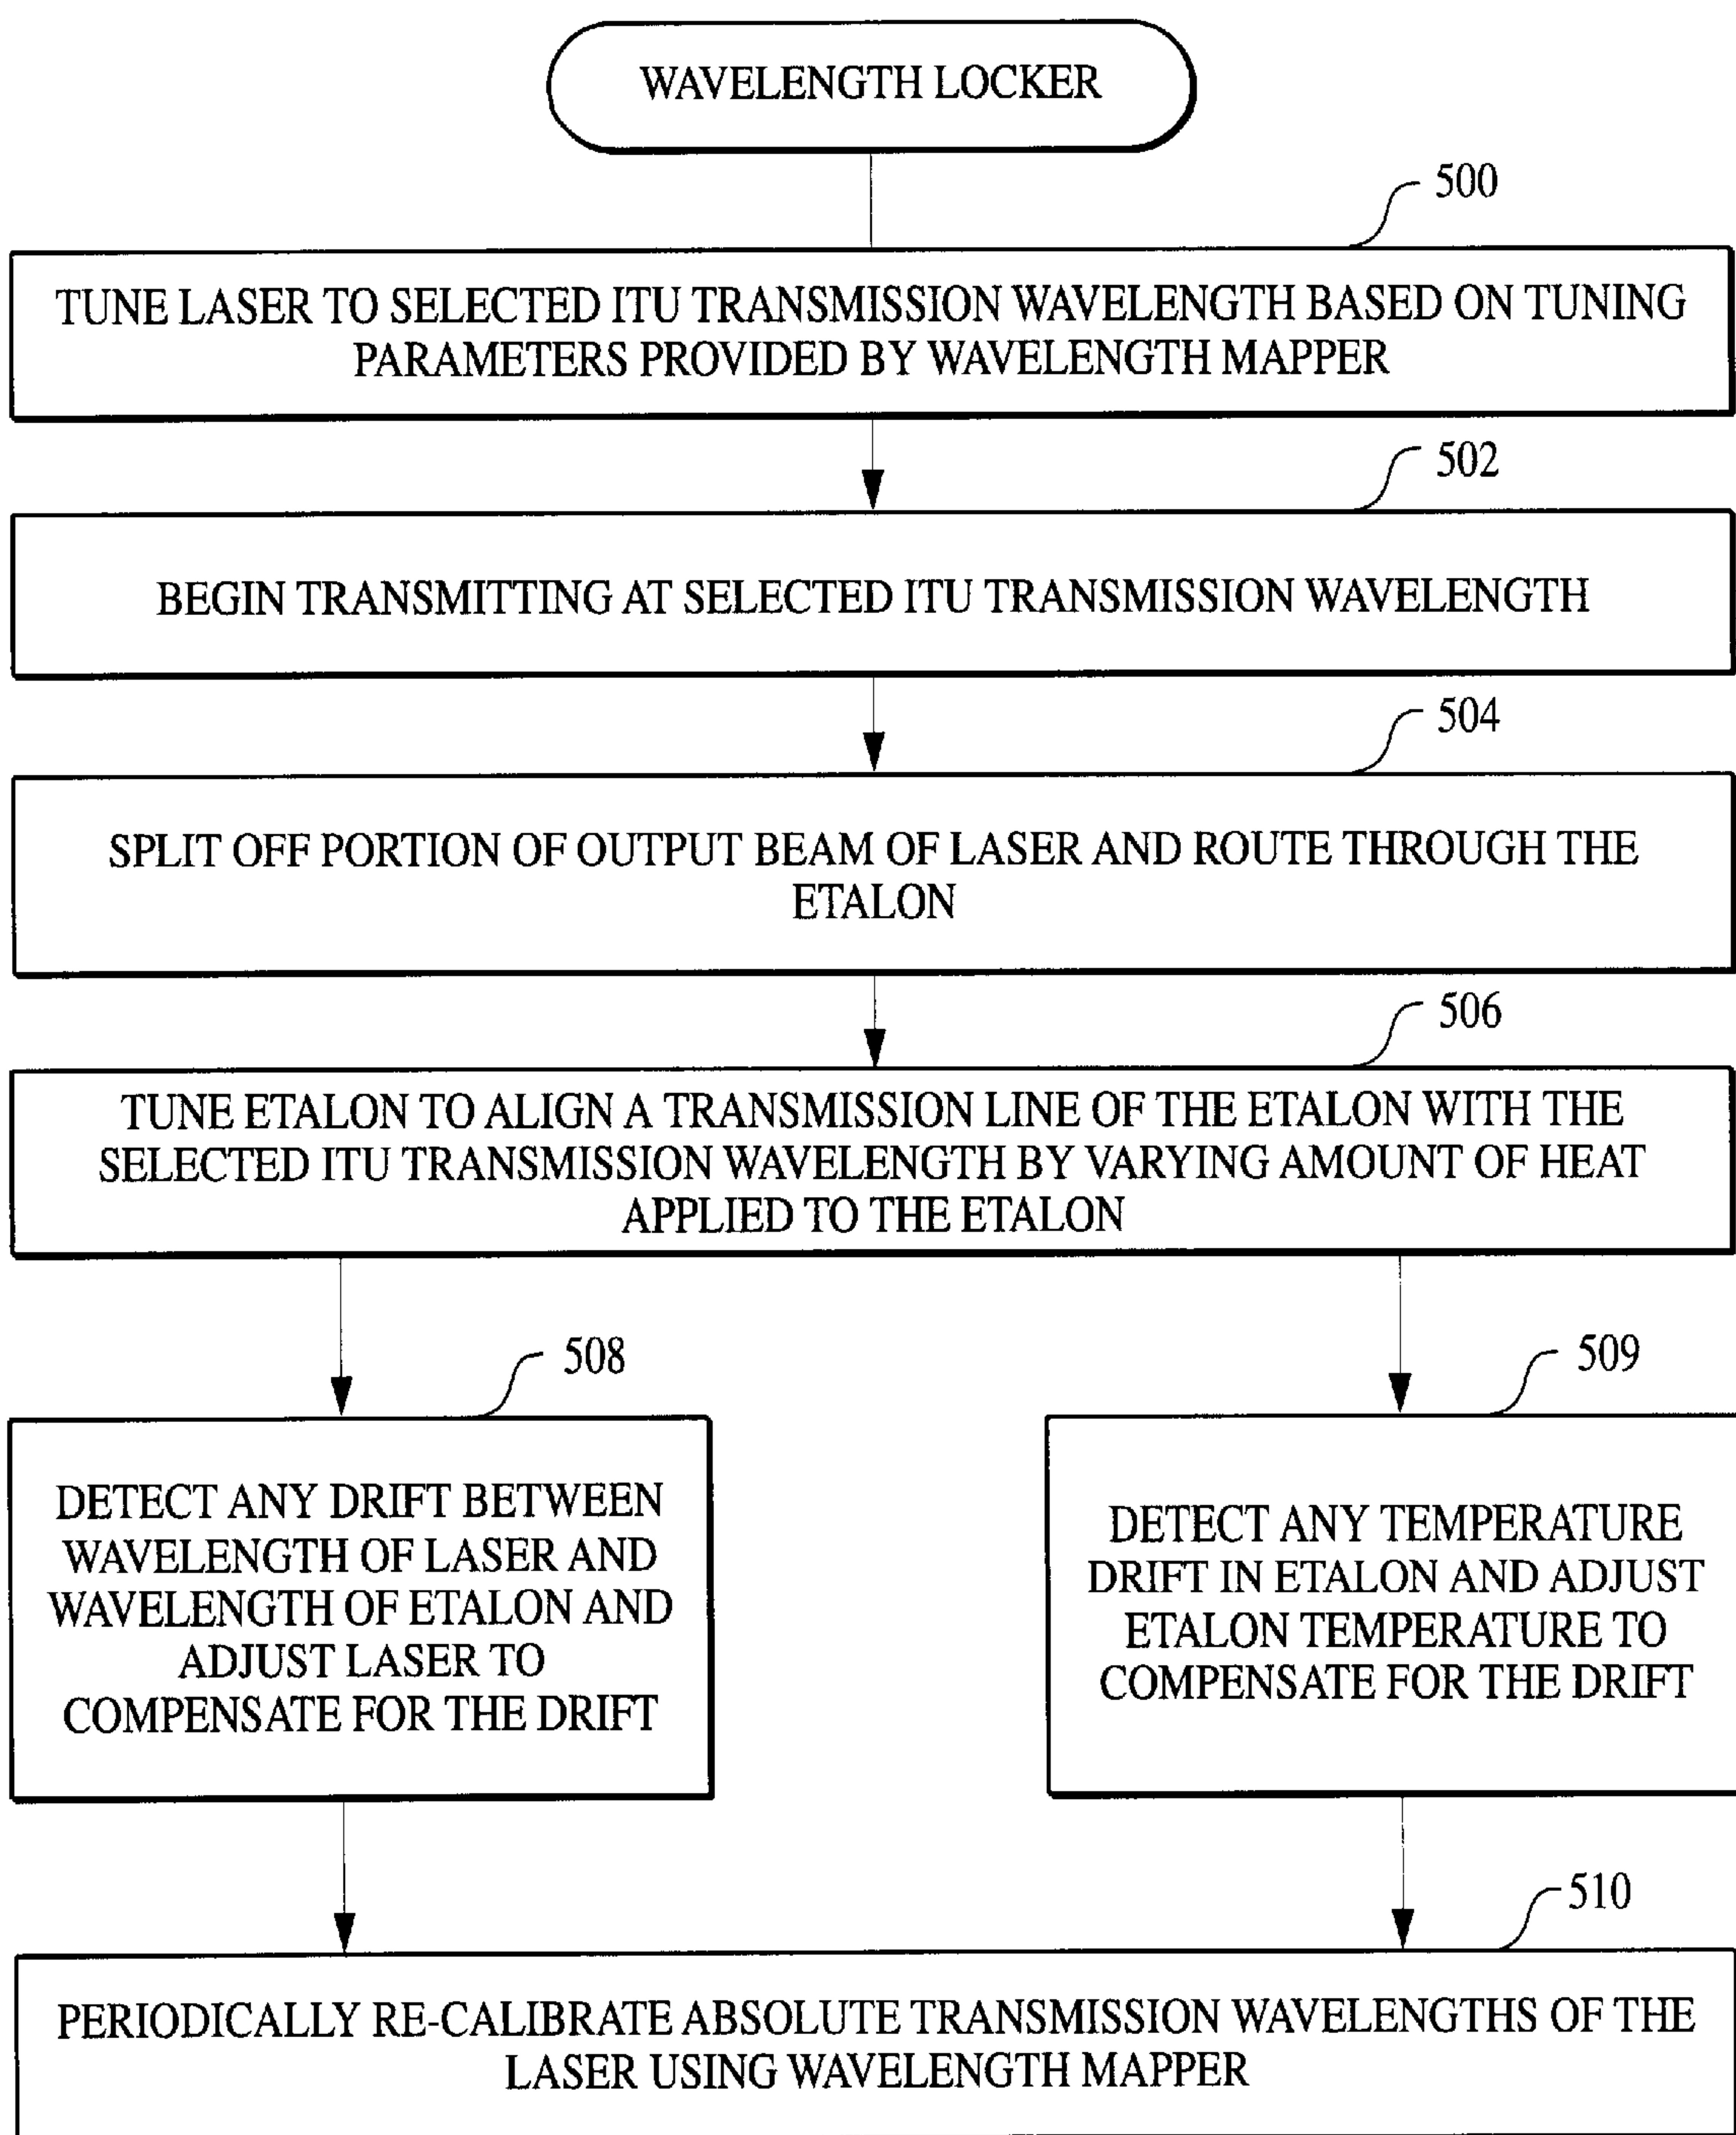 WAVELENGTH LOCKER
500
TUNE LASER TO SELECTED ITU TRANSMISSION WAVELENGTH BASED ON TUNING
PARAMETERS PROVIDED BY WAVELENGTH MAPPER
502
BEGIN TRANSMITTING AT SELECTED ITU TRANSMISSION WAVELENGTH
504
SPLIT OFF PORTION OF OUTPUT BEAM OF LASER AND ROUTE THROUGH THE
ETALON
506
TUNE ETALON TO ALIGN A TRANSMISSION LINE OF THE ETALON WITH THE
SELECTED ITU TRANSMISSION WAVELENGTH BY VARYING AMOUNT OF HEAT
APPLIED TO THE ETALON
508
DETECT ANY DRIFT BETWEEN
WAVELENGTH OF LASER AND
WAVELENGTH OF ETALON AND
ADJUST LASER TO
COMPENSATE FOR THE DRIFT
509
DETECT ANY TEMPERATURE
DRIFT IN ETALON AND ADJUST
ETALON TEMPERATURE TO
COMPENSATE FOR THE DRIFT
510
PERIODICALLY RE-CALIBRATE ABSOLUTE TRANSMISSION WAVELENGTHS OF THE
LASER USING WAVELENGTH MAPPER